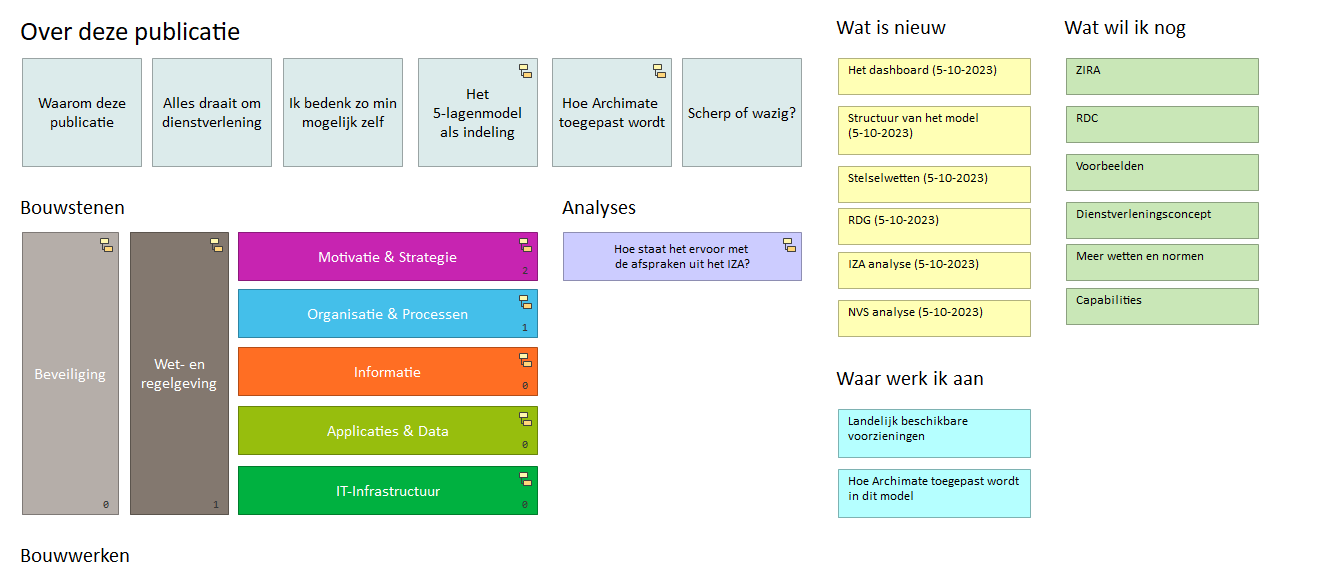 Over deze publicatie
Waarom deze
publicatie
Alles draait om
dienstverlening
Ik bedenk zo min
mogelijk zelf
Het
5-lagenmodel
als indeling
Hoe Archimate
toegepast wordt
Scherp of wazig?
Bouwstenen
Beveiliging
0
Wet- en
regelgeving
1
Motivatie & Strategie
2
Organisatie & Processen
1
Informatie
0
Applicaties & Data
0
IT-Infrastructuur
0
Analyses
Hoe staat het ervoor met
de afspraken uit het IZA?
Bouwwerken
Wat is nieuw
Het dashboard (5-10-2023)
Structuur van het model
(5-10-2023)
Stelselwetten (5-10-2023)
RDG (5-10-2023)
IZA analyse (5-10-2023)
NVS analyse (5-10-2023)
Waar werk ik aan
Landelijk beschikbare
voorzieningen
Hoe Archimate toegepast wordt
in dit model
Wat wil ik nog
ZIRA
RDC
Voorbeelden
Dienstverleningsconcept
Meer wetten en normen
Capabilities